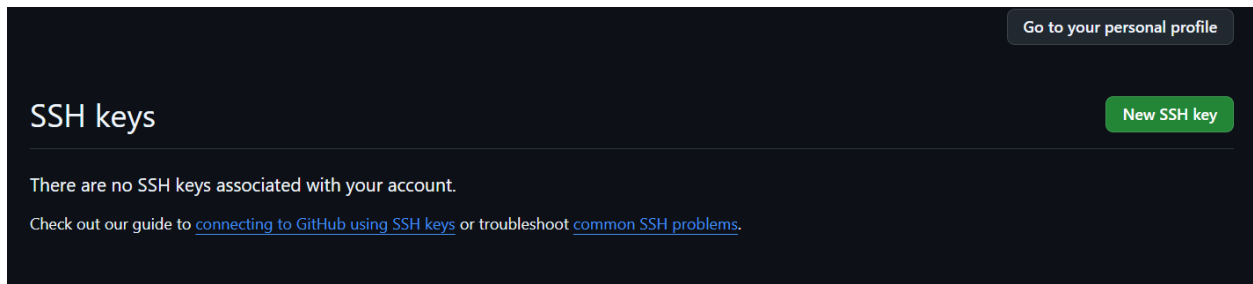 Go to your personal profile
SSH keys
New SSH key
There are no SSH keys associated with your account.
Check out our guide to connecting to GitHub using SSH keys or troubleshoot common SSH problems.